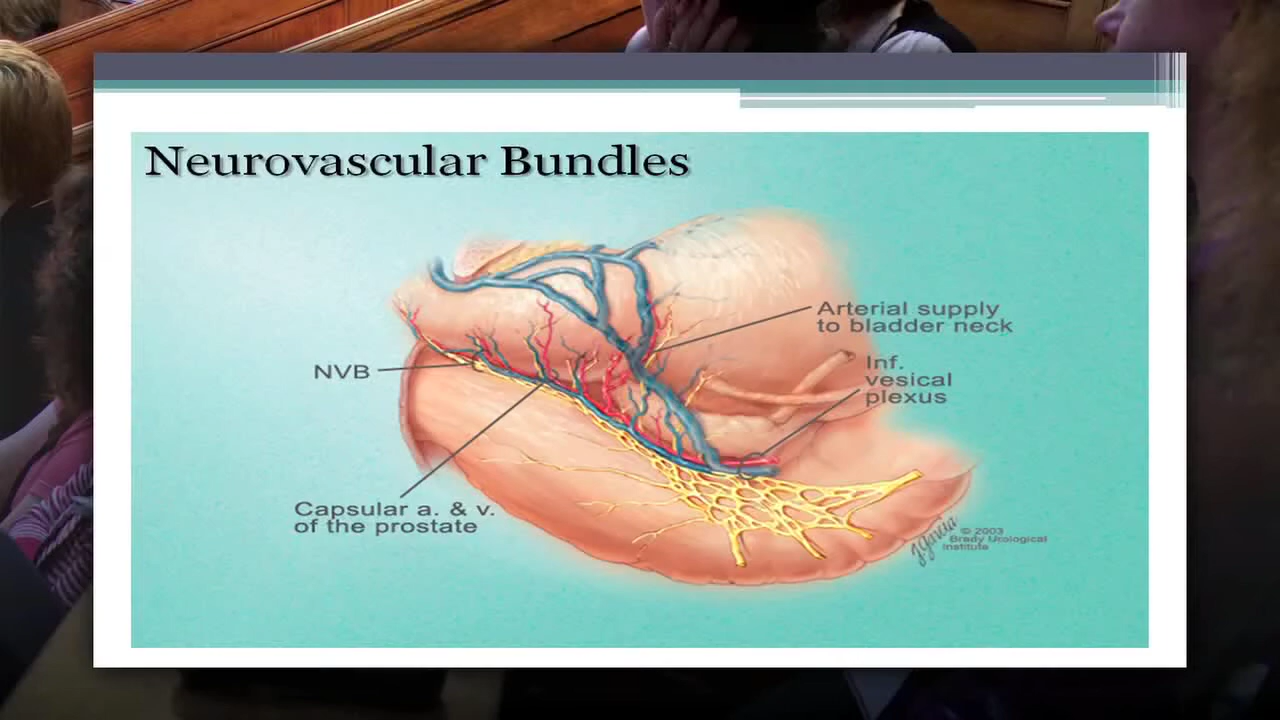 Neurovascular Bundles
Arterial supply
to bladder neck
Inf.
vesical
plexus
NVB
Capsular a. & v.
of the prostate
JGarcia
© 2003
Brady Urological
Institute